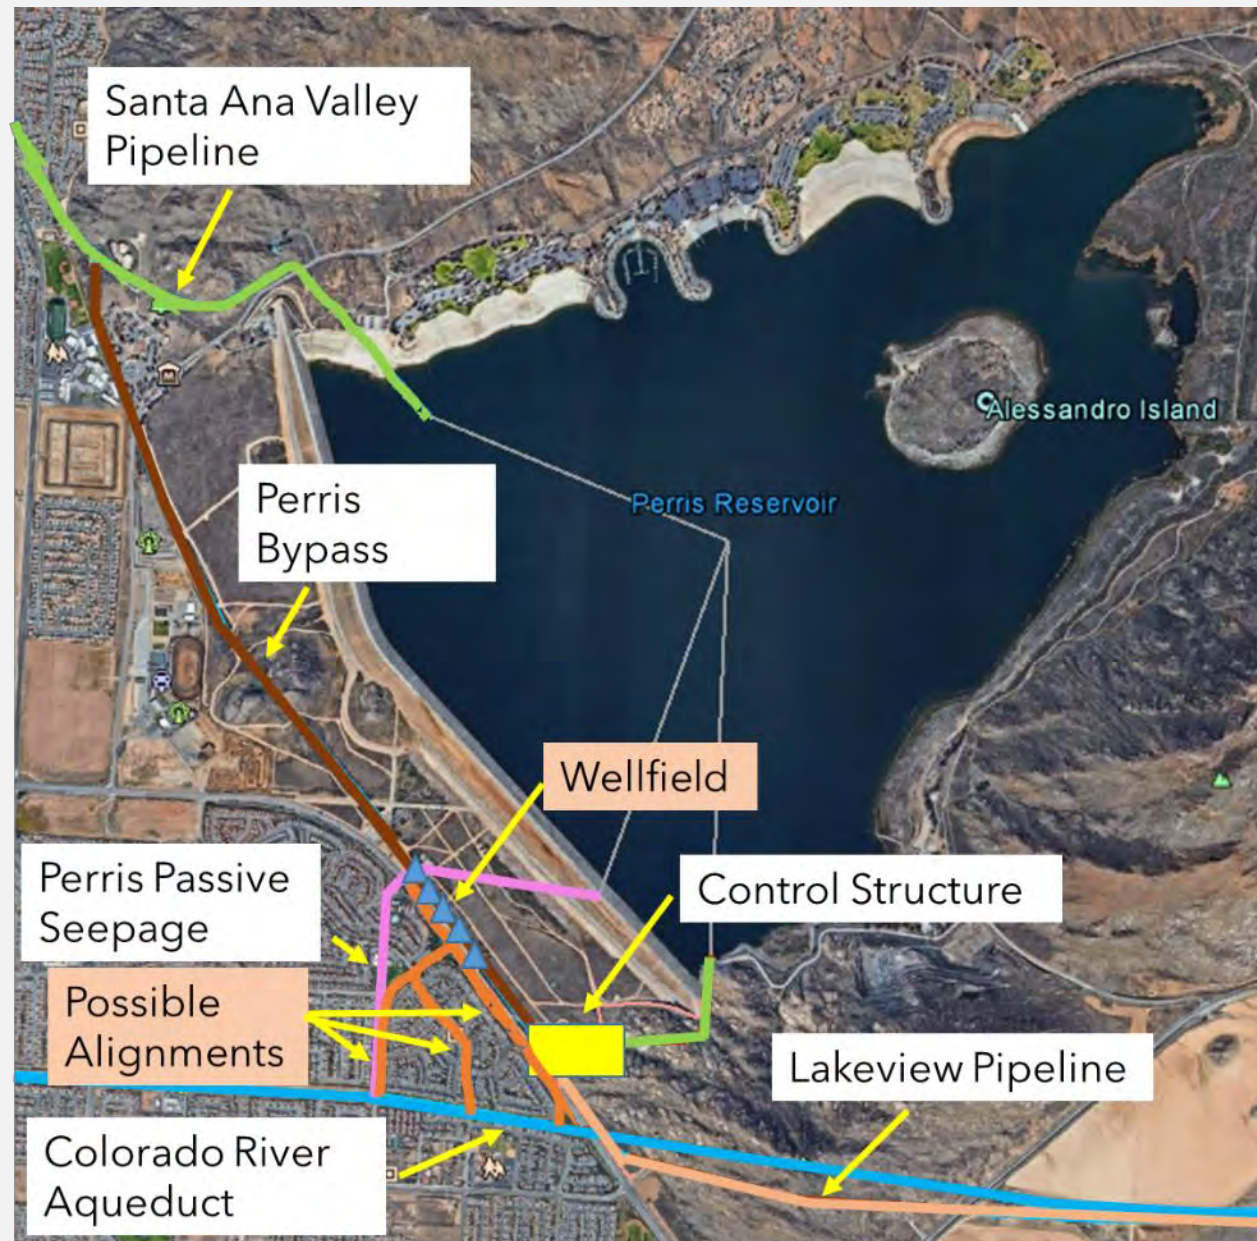 Santa Ana Valley
Pipeline
Alessandro Island
Perris
Bypass
Perris Reservoir
Wellfield
Perris Passive
Seepage
Control Structure
Possible
Alignments
Lakeview Pipeline
Colorado River
Aqueduct